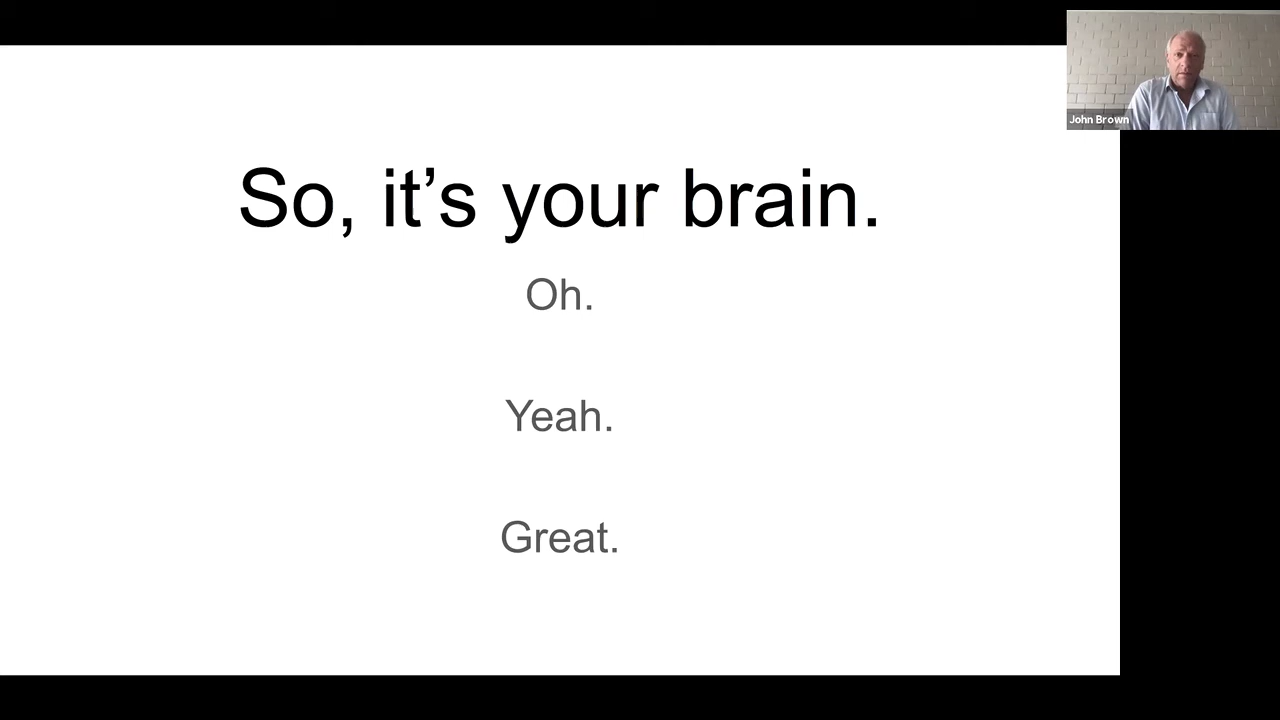 John Brown
So, it’s your brain.
Oh.
Yeah.
Great.